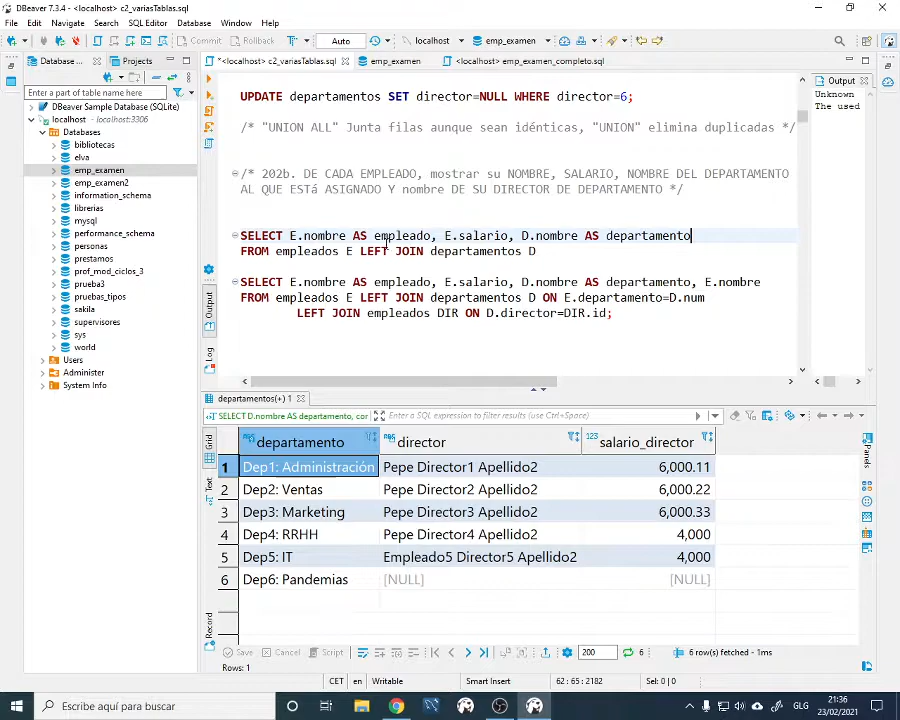 DBeaver 7.3.4 - <localhost> c2_variasTablas.sql
File Edit Navigate Search SQL Editor Database Window Help
Commit Rollback Auto localhost emp_examen
Database ... Projects
*<localhost> c2_variasTablas.sql emp_examen <localhost> emp_examen_completo.sql
Output
Enter a part of table name here
DBeaver Sample Database (SQLite)
localhost:3306
Databases
bibliotecas
elva
emp_examen
emp_examen2
information_schema
librerias
mysql
performance_schema
personas
prestamos
prof_mod_ciclos_3
prueba3
pruebas_tipos
sakila
supervisores
sys
world
Users
Administer
System Info
UPDATE departamentos SET director=NULL WHERE director=6;
/* "UNION ALL" Junta filas aunque sean idénticas, "UNION" elimina duplicadas */
/* 202b. DE CADA EMPLEADO, mostrar su NOMBRE, SALARIO, NOMBRE DEL DEPARTAMENTO
AL QUE ESTá ASIGNADO Y nombre DE SU DIRECTOR DE DEPARTAMENTO */
SELECT E.nombre AS empleado, E.salario, D.nombre AS departamento
FROM empleados E LEFT JOIN departamentos D
SELECT E.nombre AS empleado, E.salario, D.nombre AS departamento, E.nombre
FROM empleados E LEFT JOIN departamentos D ON E.departamento=D.num
LEFT JOIN empleados DIR ON D.director=DIR.id;
Unknown
The used
Output
Log
departamentos(+) 1
SELECT D.nombre AS departamento, cor
Enter a SQL expression to filter results (use Ctrl+Space)
Grid
Text
Record
Panels
departamento director 123 salario_director
1 Dep1: Administración Pepe Director1 Apellido2 6,000.11
2 Dep2: Ventas Pepe Director2 Apellido2 6,000.22
3 Dep3: Marketing Pepe Director3 Apellido2 6,000.33
4 Dep4: RRHH Pepe Director4 Apellido2 4,000
5 Dep5: IT Empleado5 Director5 Apellido2 4,000
6 Dep6: Pandemias [NULL] [NULL]
Save Cancel Script 200 6 6 row(s) fetched - 1ms
Rows: 1
CET en Writable Smart Insert 62 : 65 : 2182 Sel: 0 | 0
Escribe aquí para buscar
GLG
21:36
23/02/2021